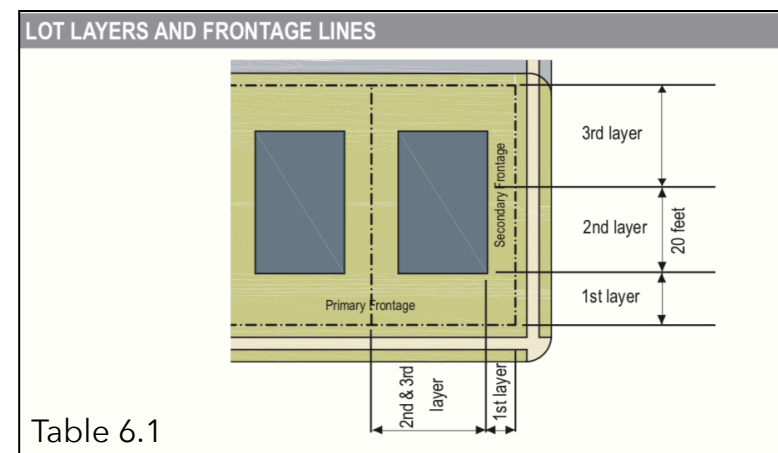 LOT LAYERS AND FRONTAGE LINES
3rd layer
Secondary Frontage
2nd layer
20 feet
1st layer
Primary Frontage
2nd & 3rd
layer
1st layer
Table 6.1